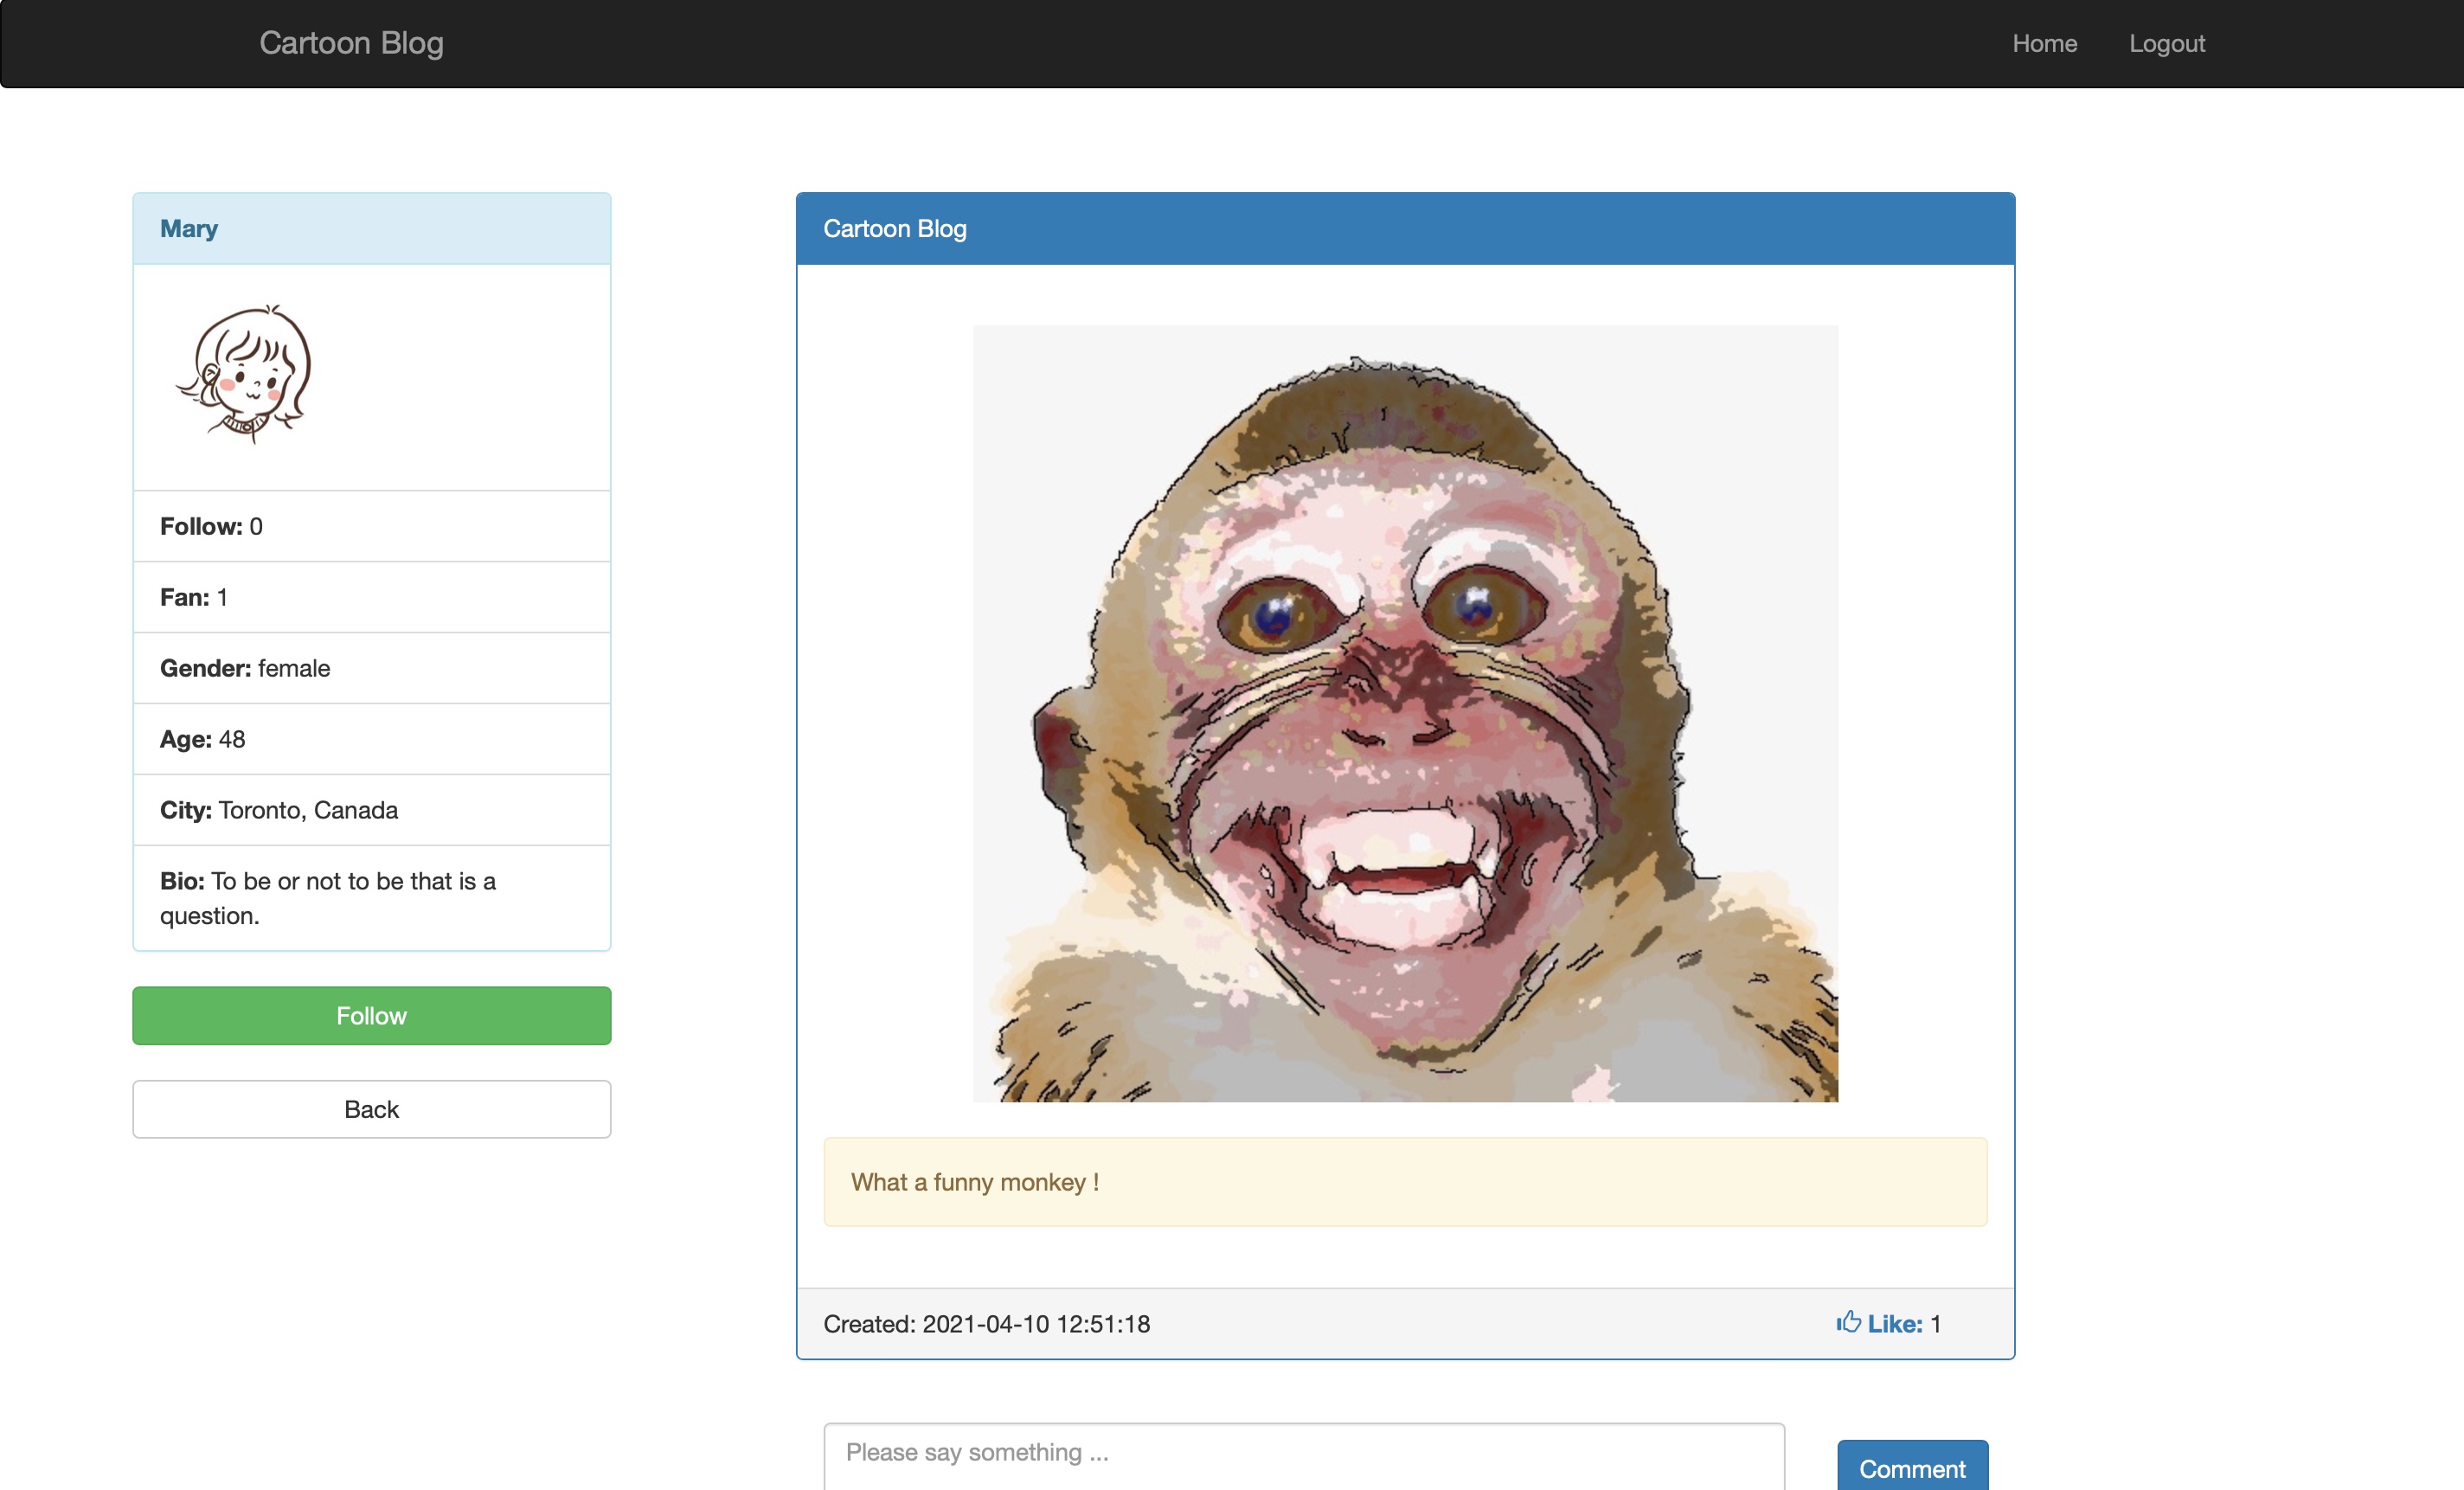 Cartoon Blog
Home
Logout
Mary
Follow: 0
Fan: 1
Gender: female
Age: 48
City: Toronto, Canada
Bio: To be or not to be that is a
question.
Follow
Back
Cartoon Blog
What a funny monkey !
Created: 2021-04-10 12:51:18
Like: 1
Please say something ...
Comment